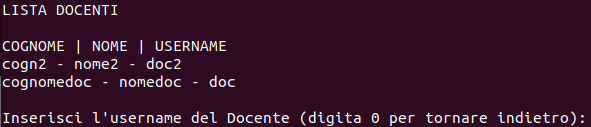 LISTA DOCENTI
COGNOME | NOME | USERNAME
cogn2 - nome2 - doc2
cognomedoc - nomedoc - doc
Inserisci l'username del Docente (digita 0 per tornare indietro):